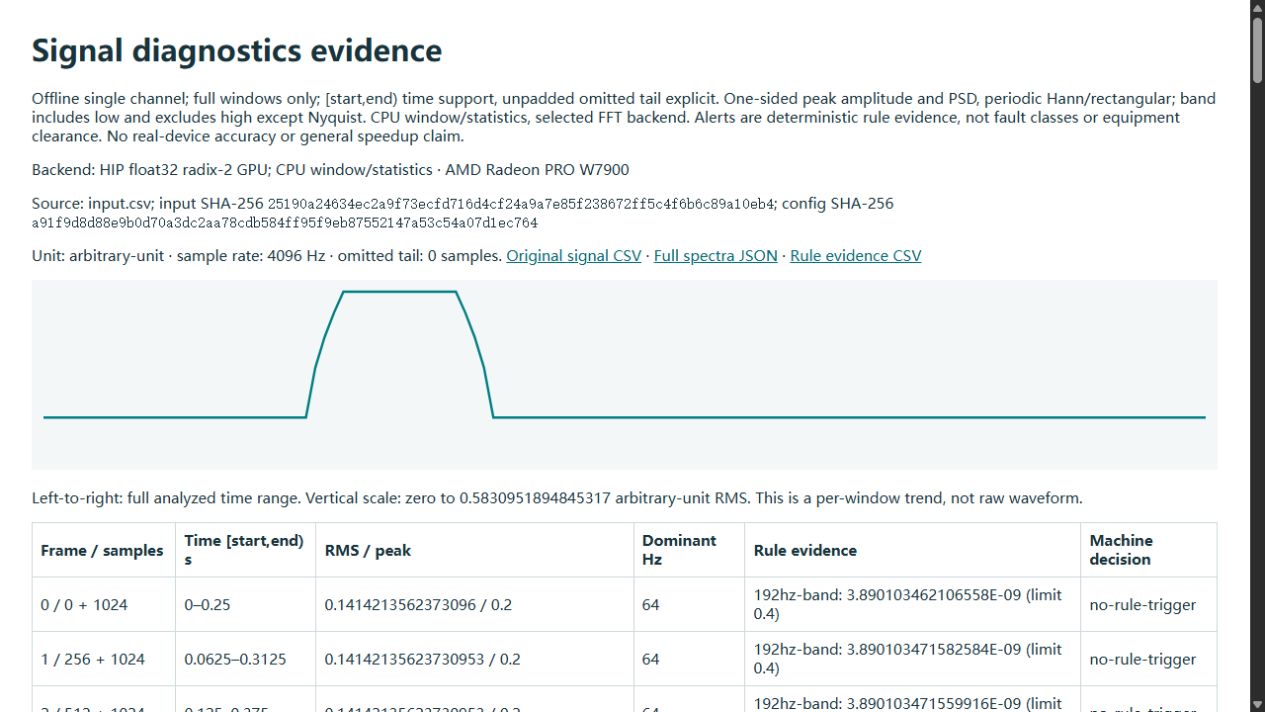 Signal diagnostics evidence
Offline single channel; full windows only; [start,end) time support, unpadded omitted tail explicit. One-sided peak amplitude and PSD, periodic Hann/rectangular; band
includes low and excludes high except Nyquist. CPU window/statistics, selected FFT backend. Alerts are deterministic rule evidence, not fault classes or equipment
clearance. No real-device accuracy or general speedup claim.
Backend: HIP float32 radix-2 GPU; CPU window/statistics · AMD Radeon PRO W7900
Source: input.csv; input SHA-256 25190a24634ec2a9f73ecfd716d4cf24a9a7e85f238672ff5c4f6b6c89a10eb4; config SHA-256
a91f9d8d88e9b0d70a3dc2aa78cdb584ff95f9eb87552147a53c54a07d1ec764
Unit: arbitrary-unit · sample rate: 4096 Hz · omitted tail: 0 samples. Original signal CSV · Full spectra JSON · Rule evidence CSV
Left-to-right: full analyzed time range. Vertical scale: zero to 0.5830951894845317 arbitrary-unit RMS. This is a per-window trend, not raw waveform.
Frame / samples
Time [start,end)
s
RMS / peak
Dominant
Hz
Rule evidence
Machine
decision
0 / 0 + 1024
0–0.25
0.1414213562373096 / 0.2
64
192hz-band: 3.890103462106558E-09 (limit
0.4)
no-rule-trigger
1 / 256 + 1024
0.0625–0.3125
0.14142135623730953 / 0.2
64
192hz-band: 3.890103471582584E-09 (limit
0.4)
no-rule-trigger
192hz-band: 3.890103471559916E-09 (limit